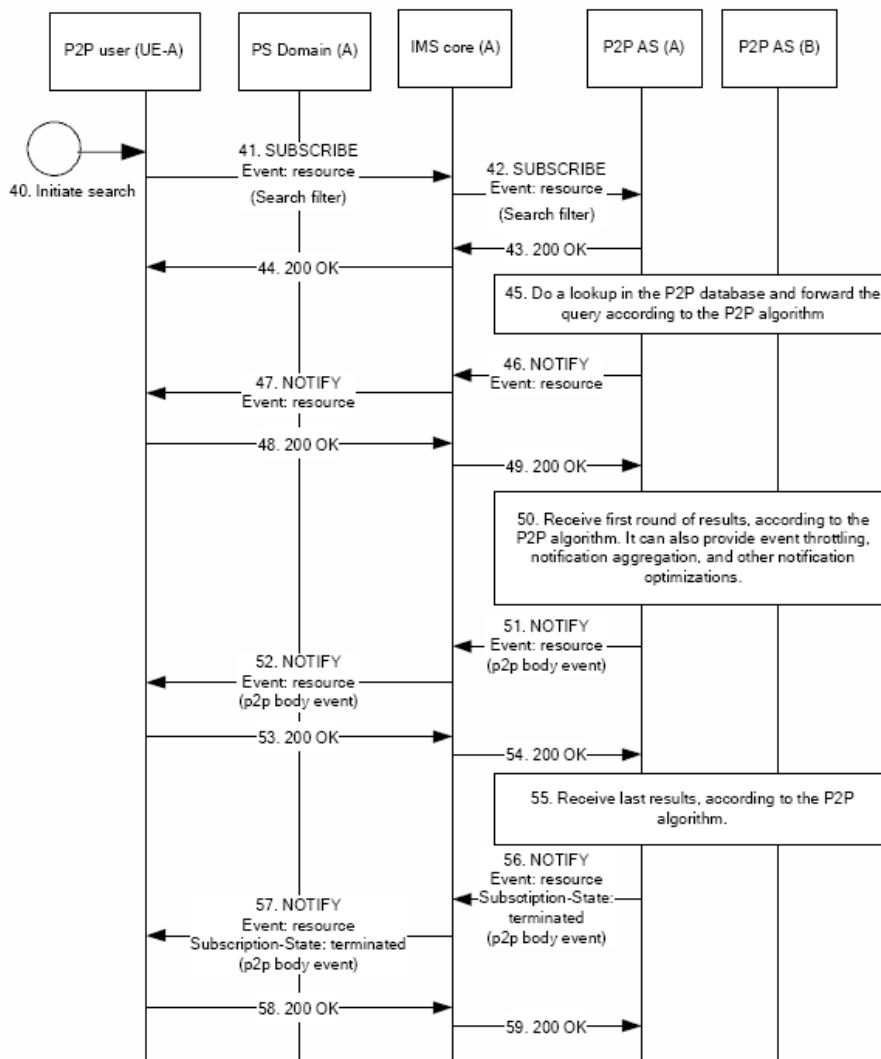 P2P user (UE-A)
PS Domain (A)
IMS core (A)
P2P AS (A)
P2P AS (B)
40. Initiate search
41. SUBSCRIBE
Event: resource
(Search filter)
42. SUBSCRIBE
Event: resource
(Search filter)
43. 200 OK
44. 200 OK
45. Do a lookup in the P2P database and forward the
query according to the P2P algorithm
46. NOTIFY
Event: resource
47. NOTIFY
Event: resource
48. 200 OK
49. 200 OK
50. Receive first round of results, according to the
P2P algorithm. It can also provide event throttling,
notification aggregation, and other notification
optimizations.
51. NOTIFY
Event: resource
(p2p body event)
52. NOTIFY
Event: resource
(p2p body event)
53. 200 OK
54. 200 OK
55. Receive last results, according to the P2P
algorithm.
56. NOTIFY
Event: resource
Subsctiption-State:
terminated
(p2p body event)
57. NOTIFY
Event: resource
Subscription-State: terminated
(p2p body event)
58. 200 OK
59. 200 OK